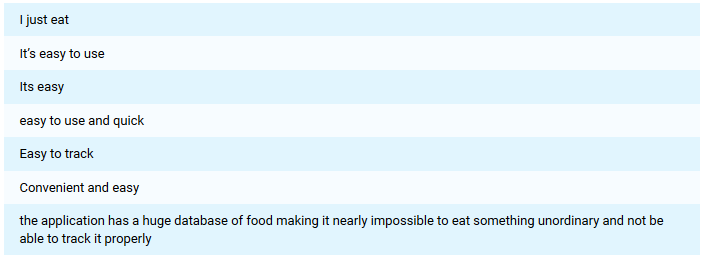 I just eat
It's easy to use
Its easy
easy to use and quick
Easy to track
Convenient and easy
the application has a huge database of food making it nearly impossible to eat something unordinary and not be
able to track it properly